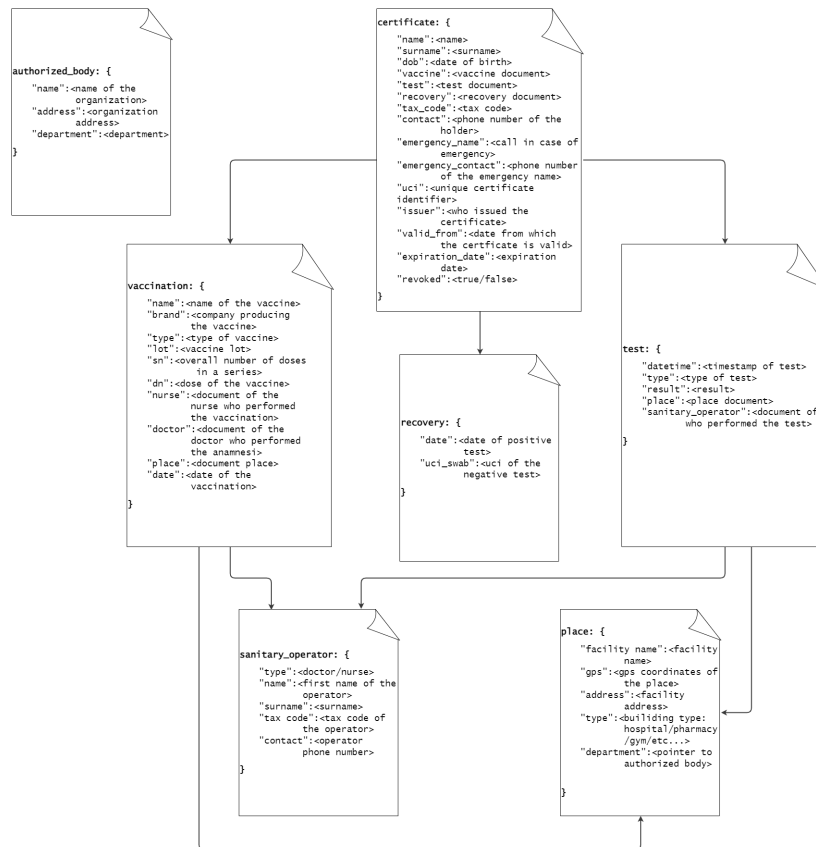 authorized_body: {
"name":<name of the
organization>
"address":<organization
address>
"department":<department>
}
certificate: {
"name":<name>
"surname":<surname>
"dob":<date of birth>
"vaccine":<vaccine document>
"test":<test document>
"recovery":<recovery document>
"tax_code":<tax code>
"contact":<phone number of the
holder>
"emergency_name":<call in case of
emergency>
"emergency_contact":<phone number
of the emergency name>
"uci":<unique certificate
identifier>
"issuer":<who issued the
certificate>
"valid_from":<date from which
the certficate is valid>
"expiration_date":<expiration
date>
"revoked":<true/false>
}
vaccination: {
"name":<name of the vaccine>
"brand":<company producing
the vaccine>
"type":<type of vaccine>
"lot":<vaccine lot>
"sn":<overall number of doses
in a series>
"dn":<dose of the vaccine>
"nurse":<document of the
nurse who performed
the vaccination>
"doctor":<document of the
doctor who performed
the anamnesi>
"place":<document place>
"date":<date of the
vaccination>
}
recovery: {
"date":<date of positive
test>
"uci_swab":<uci of the
negative test>
}
test: {
"datetime":<timestamp of test>
"type":<type of test>
"result":<result>
"place":<place document>
"sanitary_operator":<document of
who performed the test>
}
sanitary_operator: {
"type":<doctor/nurse>
"name":<first name of the
operator>
"surname":<surname>
"tax code":<tax code of
the operator>
"contact":<operator
phone number>
}
place: {
"facility name":<facility
name>
"gps":<gps coordinates of
the place>
"address":<facility
address>
"type":<builiding type:
hospital/pharmacy
/gym/etc...>
"department":<pointer to
authorized body>
}